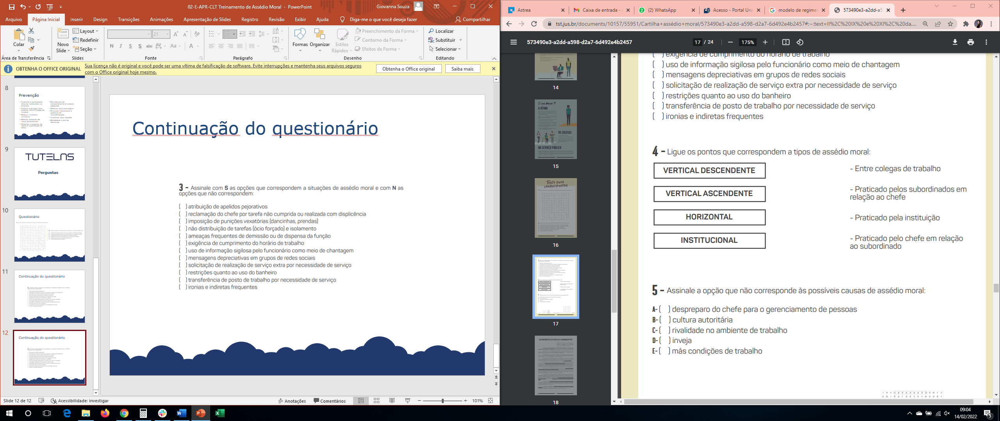 02-E-APR-CLT Treinamento de Assédio Moral - PowerPoint
Giovanna Souza
Arquivo
Página Inicial
Inserir
Design
Transições
Animações
Apresentação de Slides
Registro
Revisão
Exibir
Ajuda
Diga-me o que você deseja fazer
Compartilhar
Colar
Novo
Slide
Layout
Redefinir
Seção
21
N I S S abc AV Aa A
Formas
Organizar
Estilos
Rápidos
Preenchimento da Forma
Contorno da Forma
Efeitos de Forma
Localizar
Substituir
Selecionar
Área de Transferência
Slides
Fonte
Parágrafo
Desenho
Editando
OBTENHA O OFFICE ORIGINAL
Sua licença não é original e você pode ser uma vítima de falsificação de software. Evite interrupções e mantenha seus arquivos seguros
com o Office original hoje mesmo.
Obtenha o Office original
Saiba mais
8
Prevenção
9
TUTELAS
Perguntas
10
Questionário
11
Continuação do questionário
12
Continuação do questionário
Continuação do questionário
3 - Assinale com S as opções que correspondem a situações de assédio moral e com N as
opções que não correspondem:
( ) atribuição de apelidos pejorativos
( ) reclamação do chefe por tarefa não cumprida ou realizada com displicência
( ) imposição de punições vexatórias (dancinhas, prendas)
( ) não distribuição de tarefas (ócio forçado) e isolamento
( ) ameaças frequentes de demissão ou de dispensa da função
( ) exigência de cumprimento do horário de trabalho
( ) uso de informação sigilosa pelo funcionário como meio de chantagem
( ) mensagens depreciativas em grupos de redes sociais
( ) solicitação de realização de serviço extra por necessidade de serviço
( ) restrições quanto ao uso do banheiro
( ) transferência de posto de trabalho por necessidade de serviço
( ) ironias e indiretas frequentes
Slide 12 de 12
Acessibilidade: investigar
Anotações
Comentários
101%
Astrea
Caixa de entrada -
(2) WhatsApp
Acesso - Portal Uni
modelo de regimer
573490e3-a2dd-a5
tst.jus.br/documents/10157/55951/Cartilha+assédio+moral/573490e3-a2dd-a598-d2a7-6d492e4b2457#:~:text=II%2C%20IX%20e%20XI%2C%20da,...
573490e3-a2dd-a598-d2a7-6d492e4b2457
17 / 24
175%
14
O que fazer?
A VÍTIMA
OS COLEGAS
NO SERVIÇO PÚBLICO
15
Teste seus
conhecimentos
16
17
18
( ) exigência de cumprimento do horário de trabalho
( ) uso de informação sigilosa pelo funcionário como meio de chantagem
( ) mensagens depreciativas em grupos de redes sociais
( ) solicitação de realização de serviço extra por necessidade de serviço
( ) restrições quanto ao uso do banheiro
( ) transferência de posto de trabalho por necessidade de serviço
( ) ironias e indiretas frequentes
4 - Ligue os pontos que correspondem a tipos de assédio moral:
VERTICAL DESCENDENTE
- Entre colegas de trabalho
VERTICAL ASCENDENTE
- Praticado pelos subordinados em
relação ao chefe
HORIZONTAL
- Praticado pela instituição
INSTITUCIONAL
- Praticado pelo chefe em relação
ao subordinado
5 - Assinale a opção que não corresponde às possíveis causas de assédio moral:
A- ( ) despreparo do chefe para o gerenciamento de pessoas
B- ( ) cultura autoritária
C- ( ) rivalidade no ambiente de trabalho
D- ( ) inveja
E- ( ) más condições de trabalho
09:04
14/02/2022
5